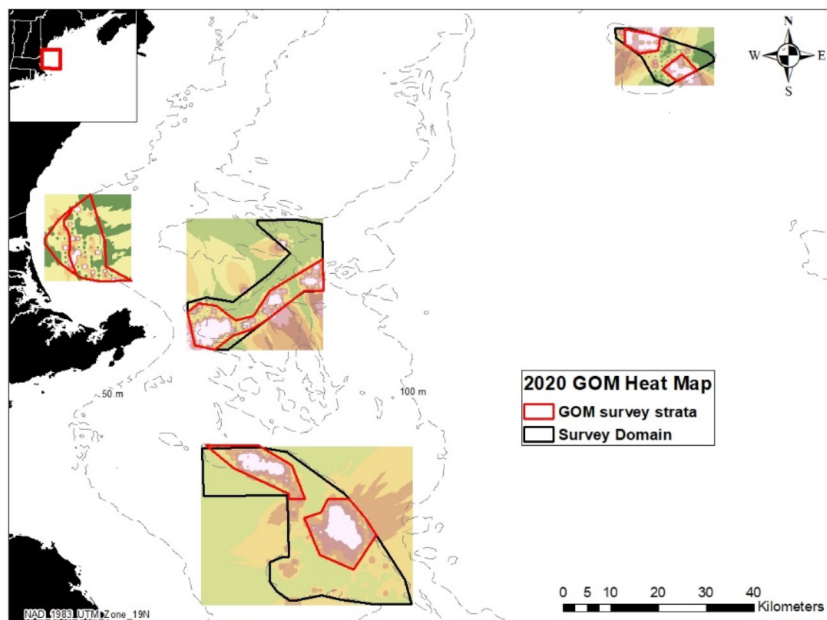 N
W E
S
50 m
100 m
2020 GOM Heat Map
GOM survey strata
Survey Domain
0 5 10 20 30 40
Kilometers
NAD_1983_UTM_Zone_19N